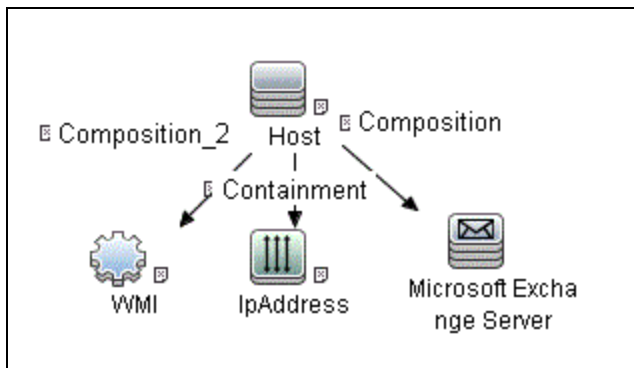 Composition_2
Host
Composition
Containment
WMI
IpAddress
Microsoft Excha
nge Server